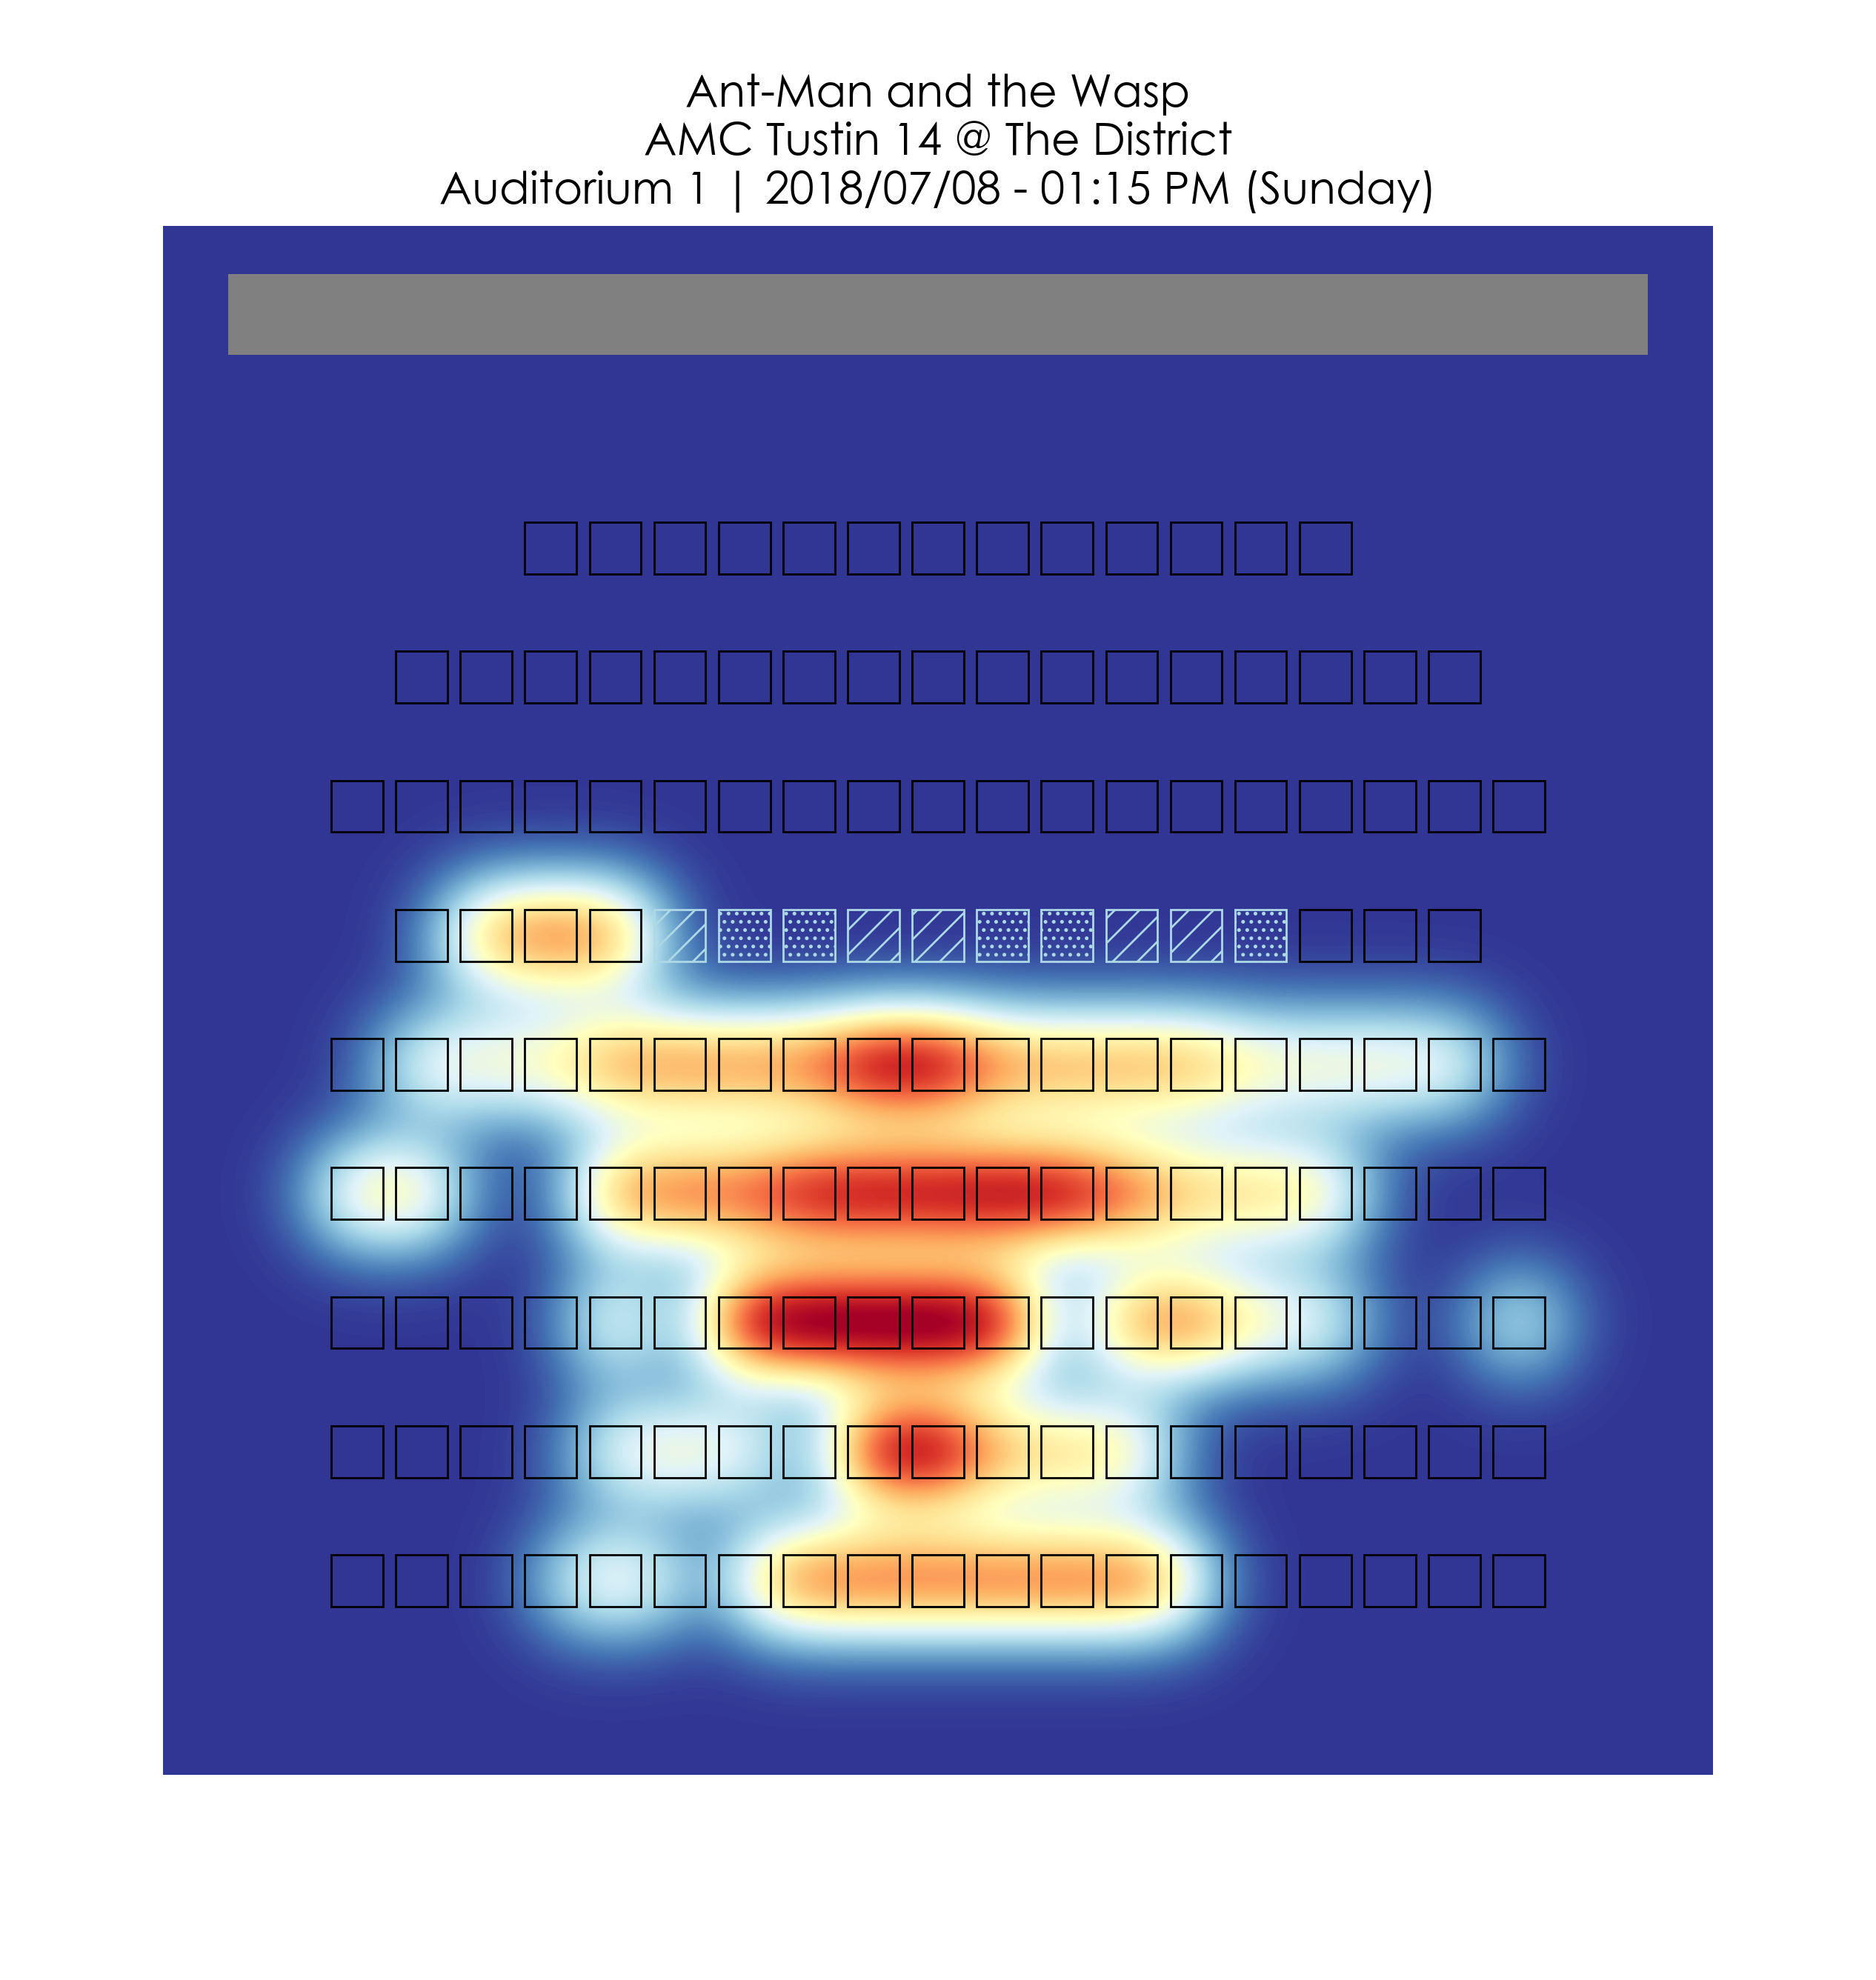 Ant-Man and the Wasp
AMC Tustin 14 @ The District
Auditorium 1 | 2018/07/08 - 01:15 PM (Sunday)